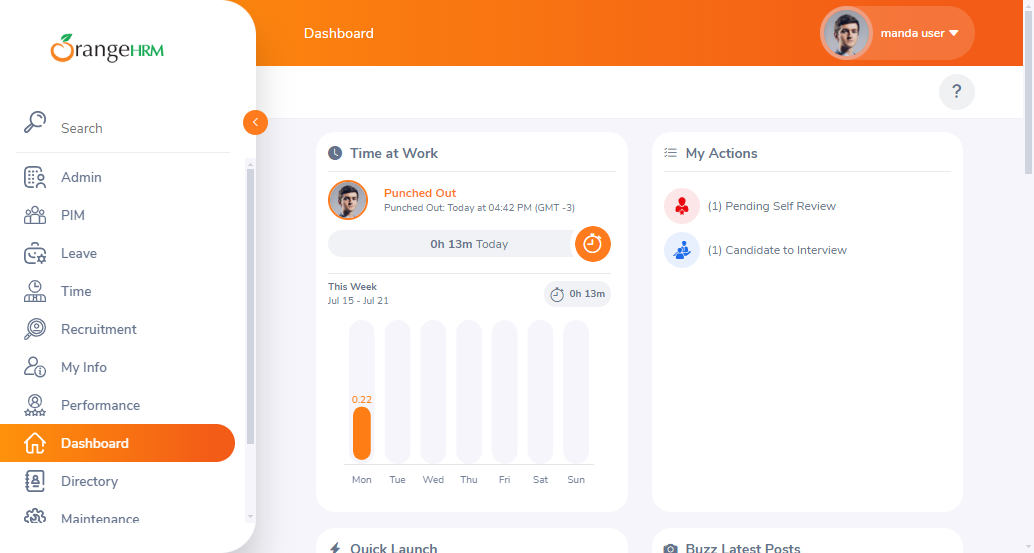 OrangeHRM
Dashboard
manda user
?
Search
Admin
PIM
Leave
Time
Recruitment
My Info
Performance
Dashboard
Directory
Maintenance
Time at Work
Punched Out
Punched Out: Today at 04:42 PM (GMT -3)
0h 13m Today
This Week
Jul 15 - Jul 21
0h 13m
0.22
Mon Tue Wed Thu Fri Sat Sun
My Actions
(1) Pending Self Review
(1) Candidate to Interview
Quick Launch
Buzz Latest Posts